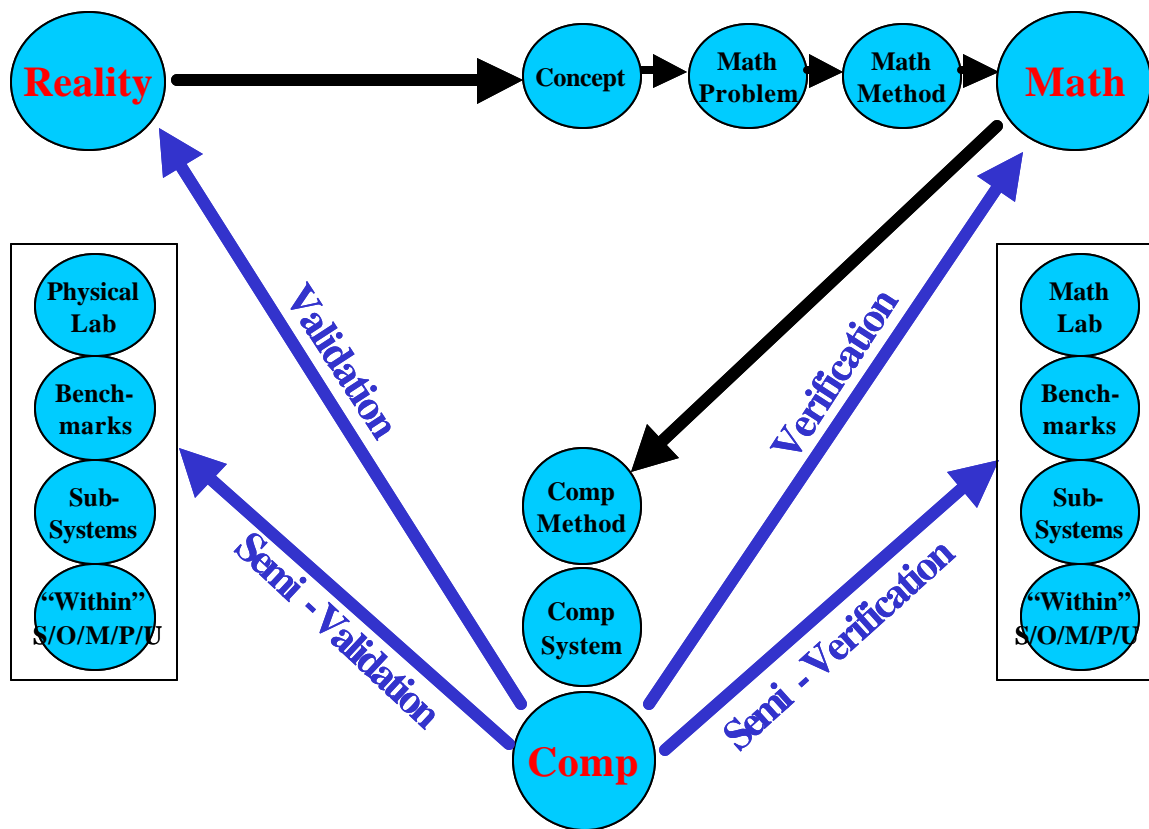 Reality
Concept
Math
Problem
Math
Method
Math
Validation
Verification
Physical
Lab
Bench-
marks
Sub-
Systems
“Within”
S/O/M/P/U
Semi - Validation
Comp
Method
Comp
System
Comp
Semi - Verification
Math
Lab
Bench-
marks
Sub-
Systems
“Within”
S/O/M/P/U